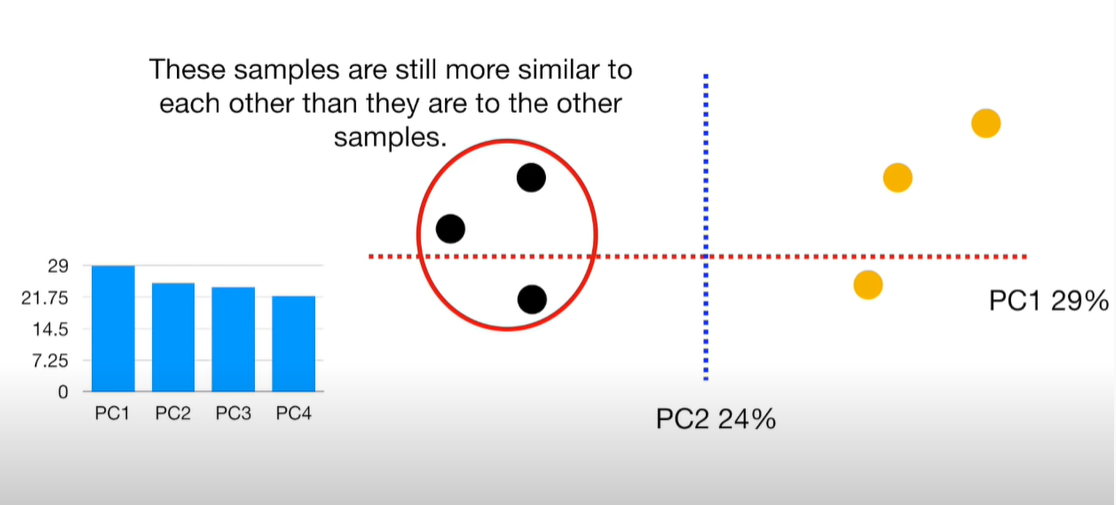 These samples are still more similar to
each other than they are to the other
samples.
29
21.75
14.5
7.25
0
PC1 PC2 PC3 PC4
PC1 29%
PC2 24%